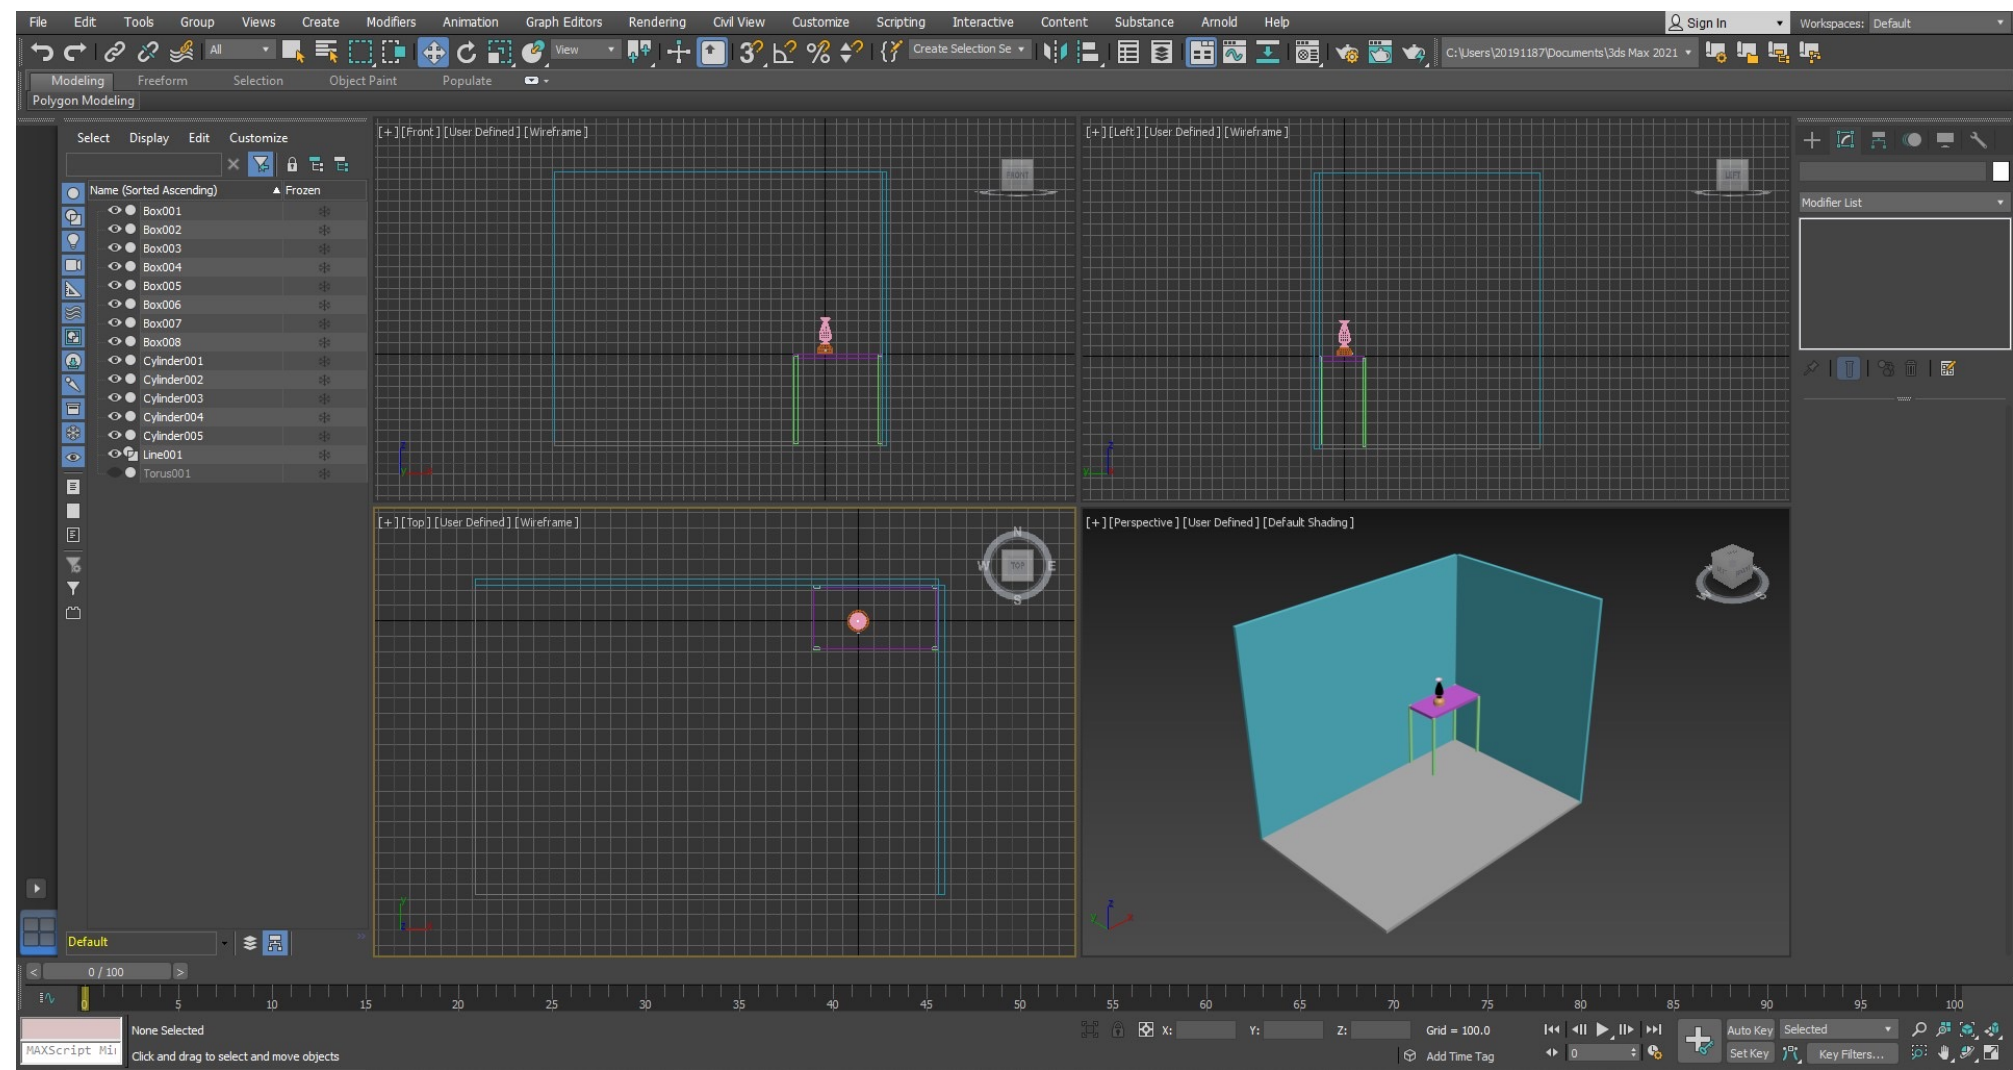 File Edit Tools Group Views Create Modifiers Animation Graph Editors Rendering Civil View Customize Scripting Interactive Content Substance Arnold Help Sign In Workspaces: Default
All View Create Selection Se C:\Users\20191187\Documents\3ds Max 2021
Modeling Freeform Selection Object Paint Populate
Polygon Modeling
Select Display Edit Customize
Name (Sorted Ascending) Frozen
Box001
Box002
Box003
Box004
Box005
Box006
Box007
Box008
Cylinder001
Cylinder002
Cylinder003
Cylinder004
Cylinder005
Line001
Torus001
Default
[+][Front][User Defined][Wireframe]
FRONT
z
y x
[+][Left][User Defined][Wireframe]
LEFT
z
y
[+][Top][User Defined][Wireframe]
N
W TOP E
S
y
z x
[+][Perspective][User Defined][Default Shading]
z
y x
Modifier List
< 0 / 100 >
0 5 10 15 20 25 30 35 40 45 50 55 60 65 70 75 80 85 90 95 100
None Selected X: Y: Z: Grid = 100.0 Auto Key Selected
MAXScript Mi Click and drag to select and move objects Add Time Tag 0 Set Key Key Filters...